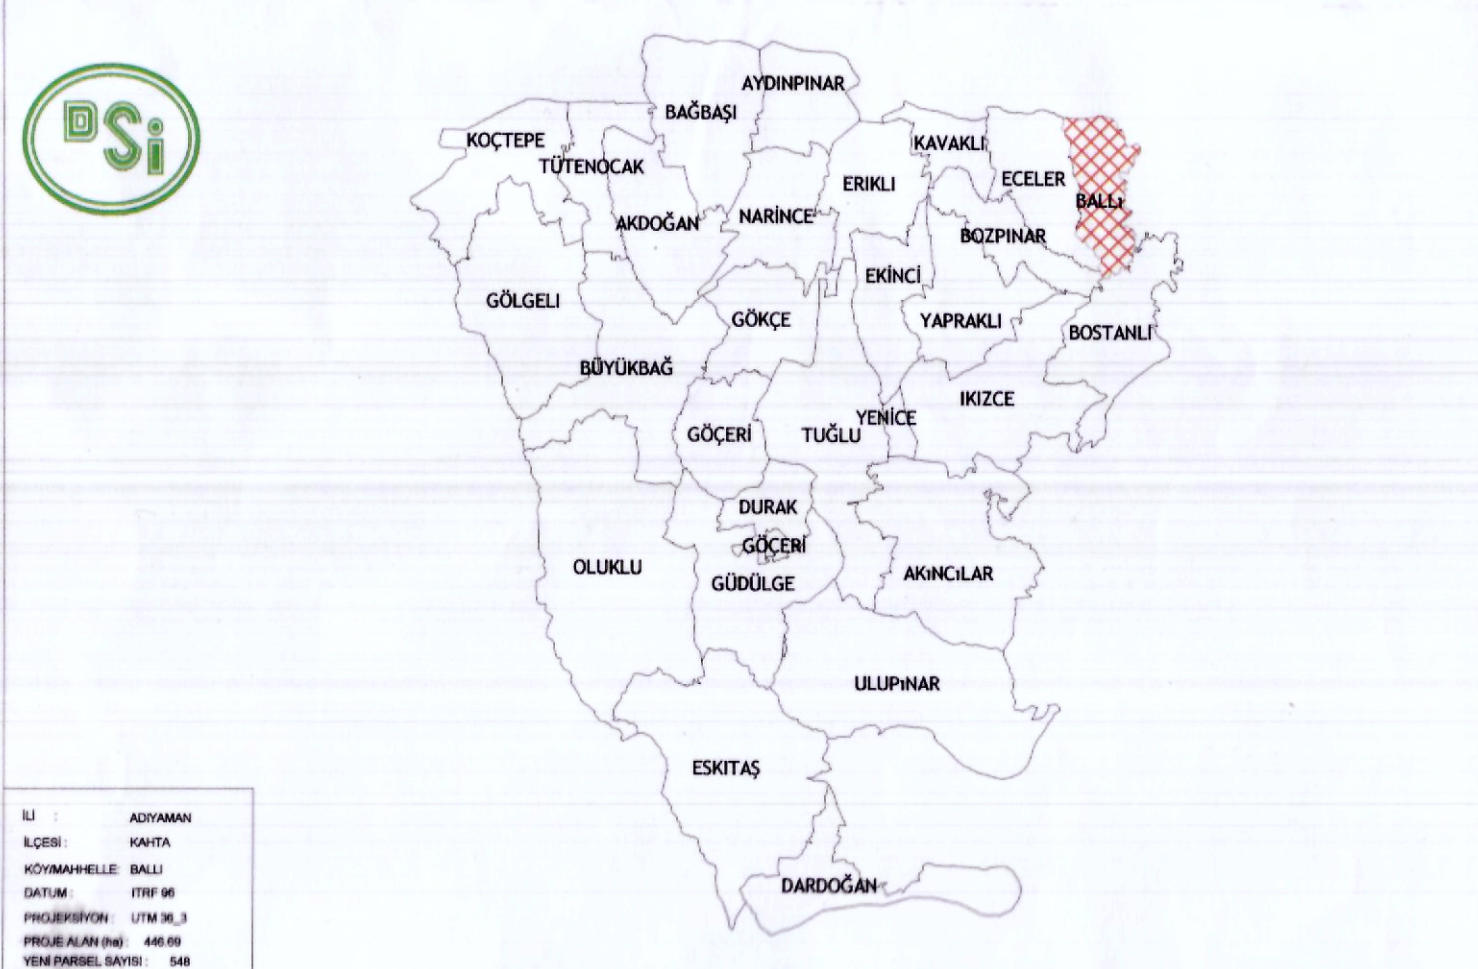 DSi
AYDINPINAR
BAĞBAŞI
KOÇTEPE
KAVAKLI
TÜTENOCAK
ERIKLI
ECELER
BALLı
AKDOĞAN
NARİNCE
BOZPINAR
EKİNCİ
GÖLGELI
GÖKÇE
YAPRAKLI
BOSTANLI
BÜYÜKBAĞ
IKIZCE
YENİCE
GÖÇERİ
TUĞLU
DURAK
GÖÇERİ
OLUKLU
GÜDÜLGE
AKıNCıLAR
ULUPıNAR
ESKITAŞ
DARDOĞAN
İLİ : ADIYAMAN
İLÇESİ : KAHTA
KÖY/MAHHELLE: BALLI
DATUM : ITRF 96
PROJEKSİYON : UTM 36_3
PROJE ALAN (ha) : 446.69
YENİ PARSEL SAYISI : 548